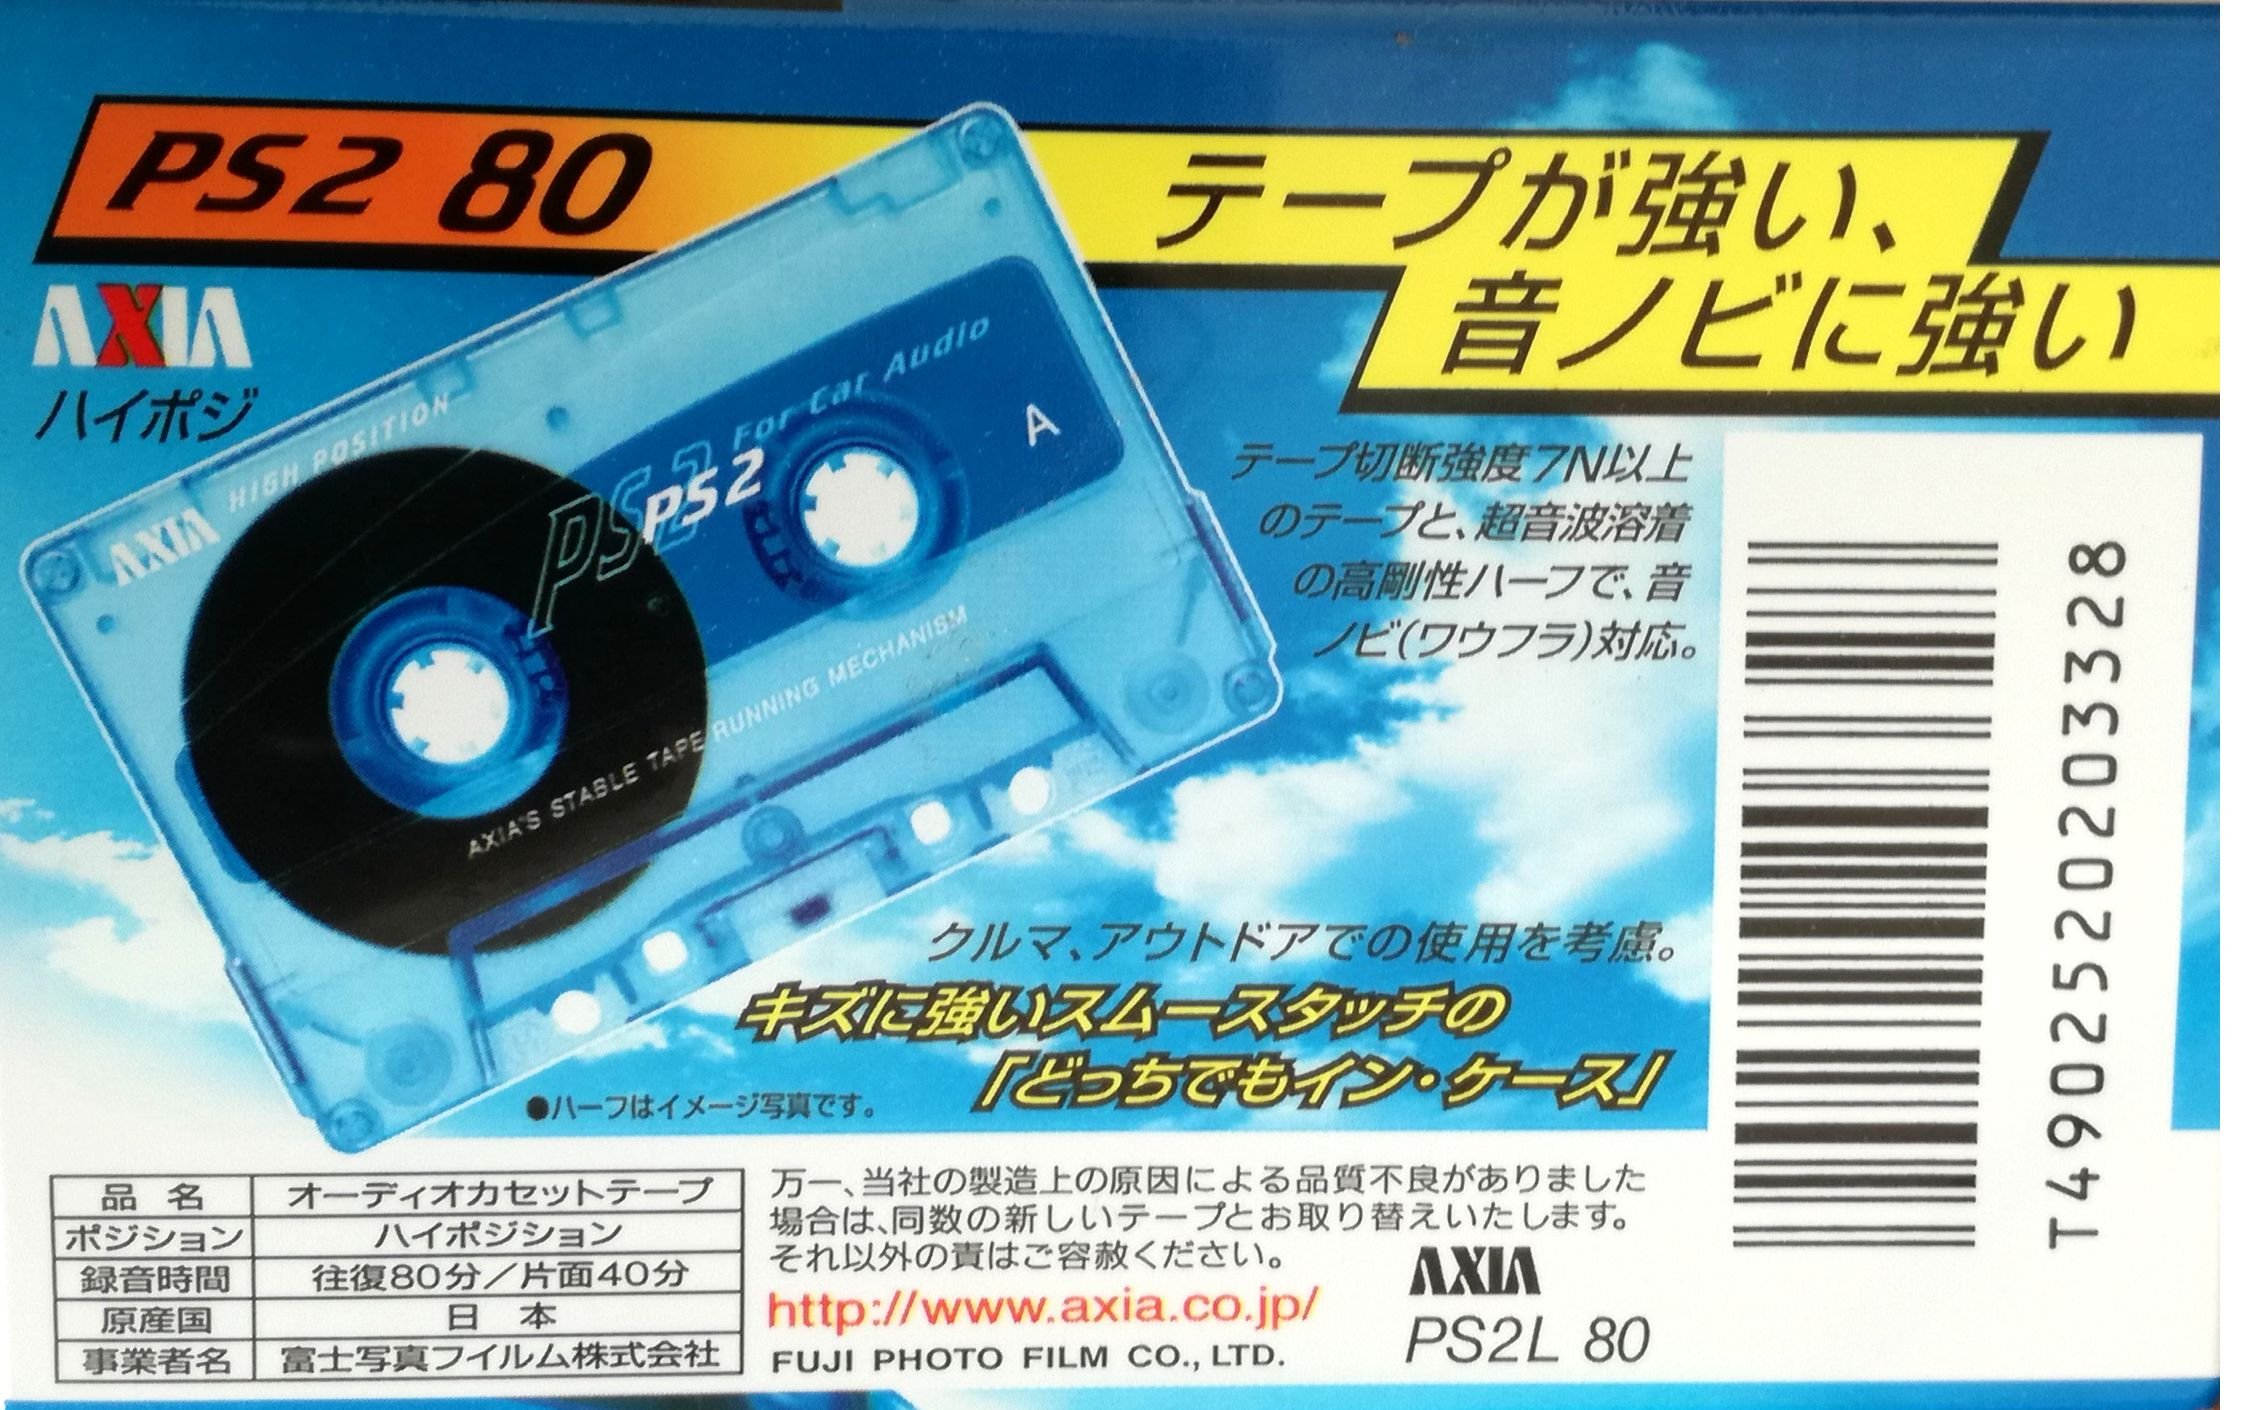 PS2 80
テープが強い、
音ノビに強い
AXIA
ハイポジ
HIGH POSITION
AXIA
PS2 For Car Audio
PS2
A
AXIA'S STABLE TAPE RUNNING MECHANISM
テープ切断強度7N以上
のテープと、超音波溶着
の高剛性ハーフで、音
ノビ(ワウフラ)対応。
クルマ、アウトドアでの使用を考慮。
キズに強いスムースタッチの
「どっちでもイン・ケース」
●ハーフはイメージ写真です。
T4902520203328
品 名 オーディオカセットテープ
ポジション ハイポジション
録音時間 往復80分/片面40分
原産国 日 本
事業者名 富士写真フイルム株式会社
万一、当社の製造上の原因による品質不良がありました
場合は、同数の新しいテープとお取り替えいたします。
それ以外の責はご容赦ください。
http://www.axia.co.jp/
FUJI PHOTO FILM CO., LTD.
AXIA
PS2L 80